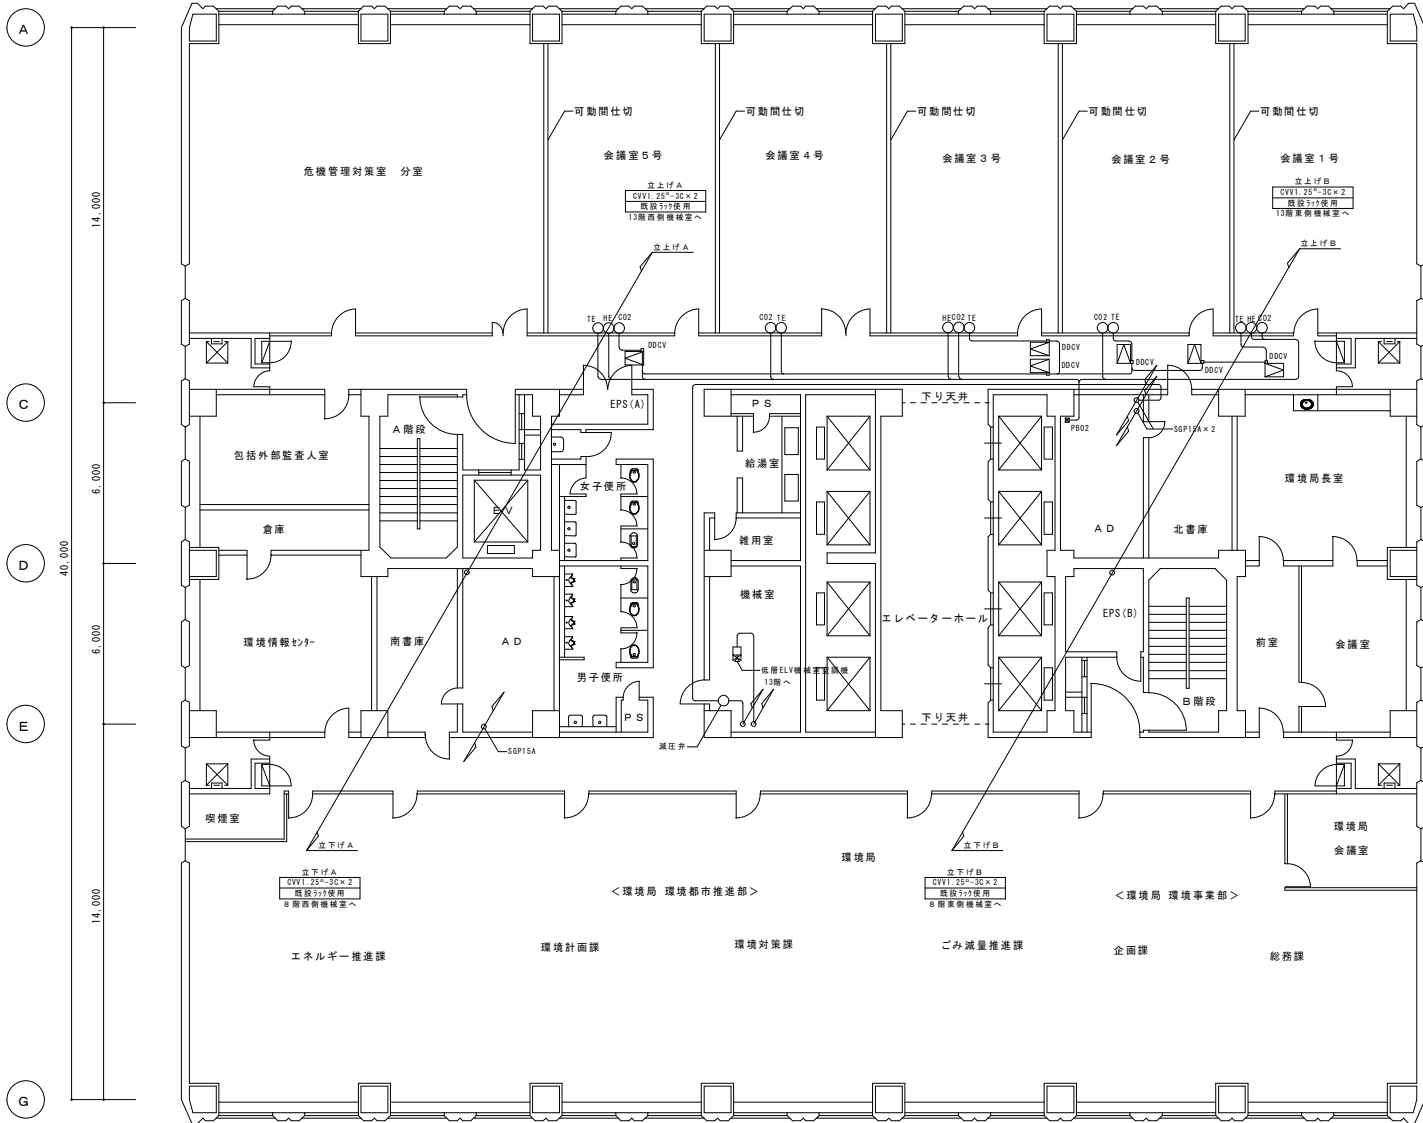 A
C
D
E
G
14,000
6,000
40,000
6,000
14,000
可動間仕切
可動間仕切
可動間仕切
可動間仕切
可動間仕切
危機管理対策室 分室
会議室5号
会議室4号
会議室3号
会議室2号
会議室1号
立上げA
CVV1.25°-3C×2
既設ラック使用
13階西側機械室へ
立上げB
CVV1.25°-3C×2
既設ラック使用
13階東側機械室へ
立上げA
立上げB
TE HE CO2
CO2 TE
HE CO2 TE
CO2 TE
TE HE CO2
DDCV
DDCV
DDCV
DDCV
DDCV
DDCV
EPS(A)
PS
下り天井
PB02
SGP15A×2
A階段
包括外部監査人室
給湯室
環境局長室
女子便所
EV
倉庫
雑用室
AD
北書庫
機械室
エレベーターホール
EPS(B)
環境情報センター
南書庫
AD
前室
会議室
低層ELV機械室空調機
13階へ
男子便所
B階段
PS
下り天井
減圧弁
SGP15A
喫煙室
立下げA
立下げA
CVV1.25°-3C×2
既設ラック使用
8階西側機械室へ
環境局
立下げB
立下げB
CVV1.25°-3C×2
既設ラック使用
8階東側機械室へ
環境局
会議室
<環境局 環境都市推進部>
<環境局 環境事業部>
エネルギー推進課
環境計画課
環境対策課
ごみ減量推進課
企画課
総務課